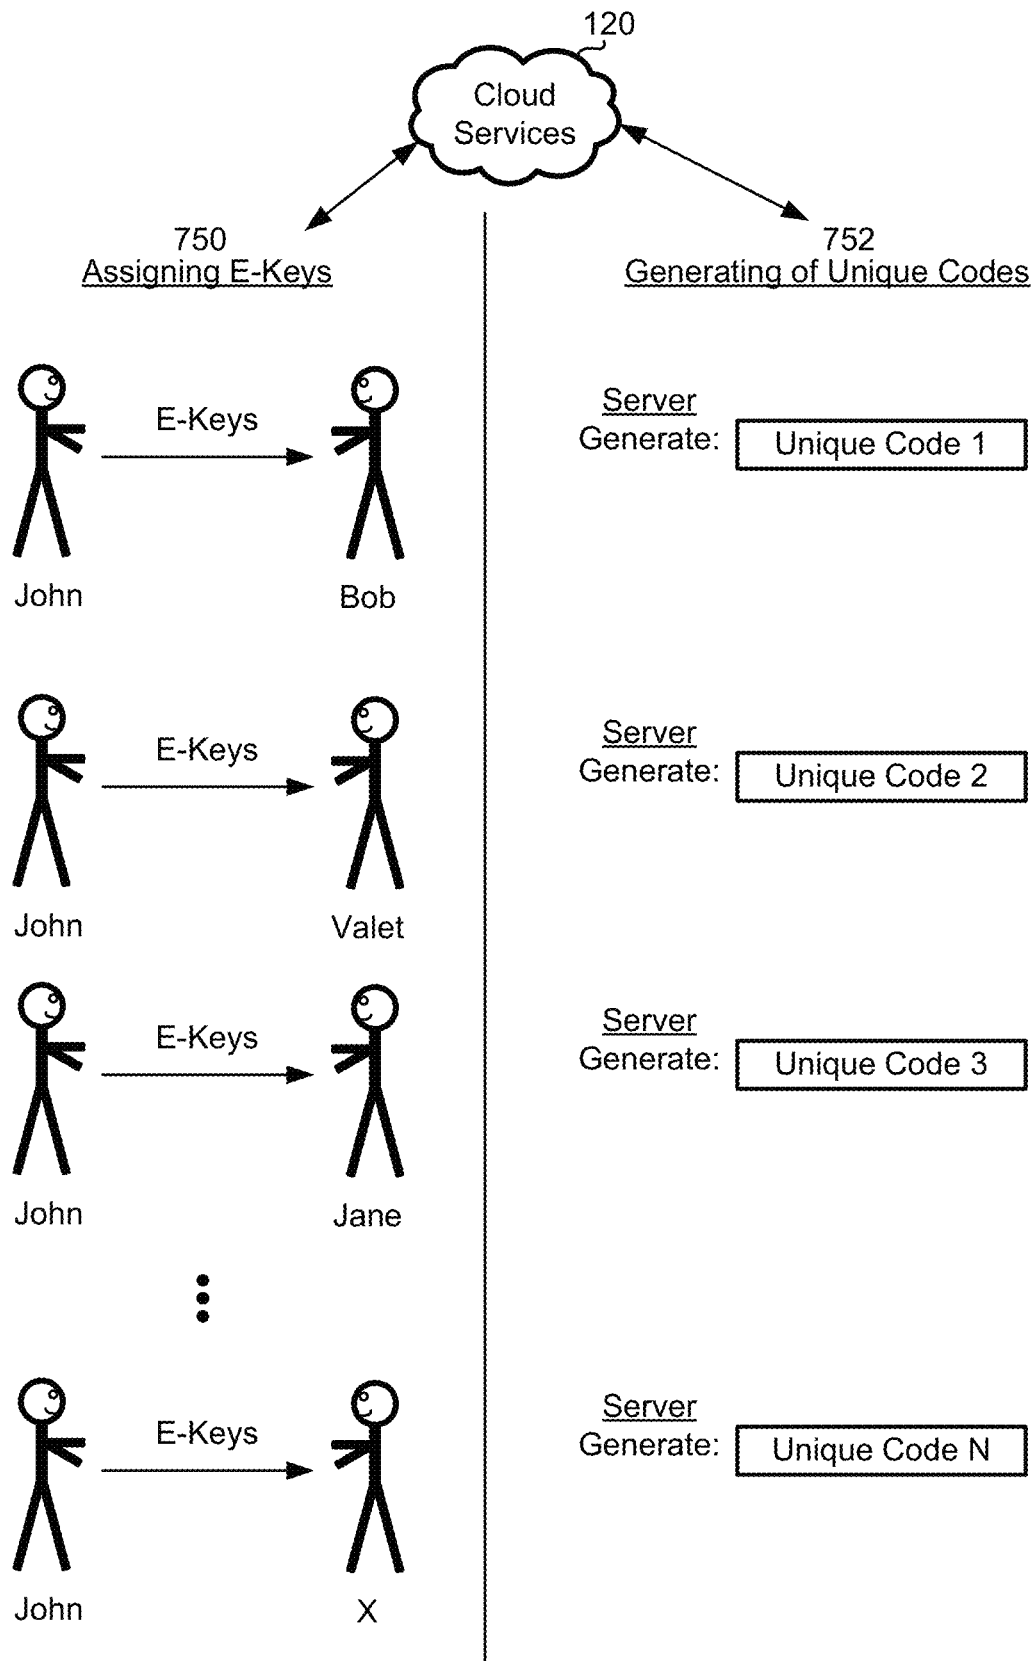 120
Cloud
Services
750
Assigning E-Keys
752
Generating of Unique Codes
E-Keys
John
Bob
Server
Generate:
Unique Code 1
E-Keys
John
Valet
Server
Generate:
Unique Code 2
E-Keys
John
Jane
Server
Generate:
Unique Code 3
E-Keys
John
X
Server
Generate:
Unique Code N